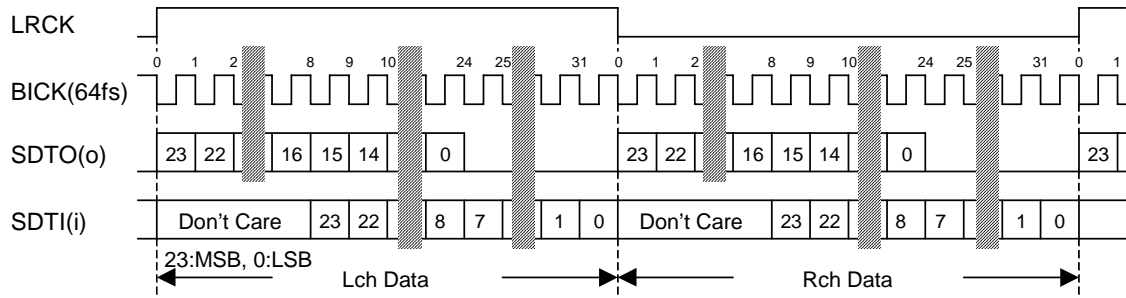 LRCK
0 1 2 8 9 10 24 25 31 0 1 2 8 9 10 24 25 31 0 1
BICK(64fs)
SDTO(o) 23 22 16 15 14 0 23 22 16 15 14 0 23
SDTI(i) Don't Care 23 22 8 7 1 0 Don't Care 23 22 8 7 1 0
23:MSB, 0:LSB
Lch Data Rch Data